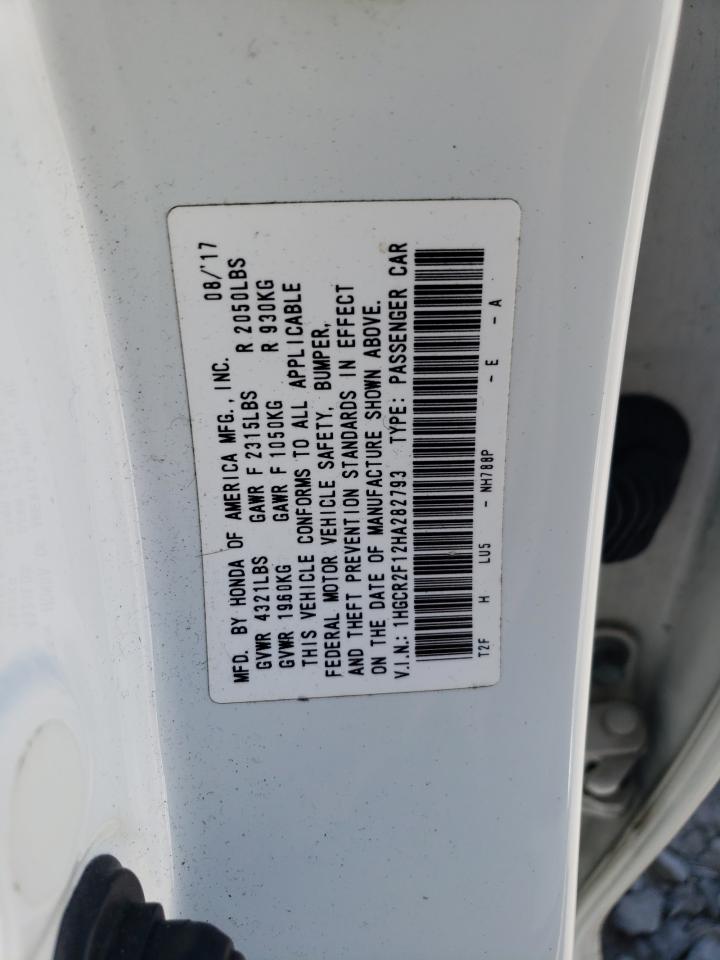 MFD. BY HONDA OF AMERICA MFG., INC. 08/'17
GVWR 4321LBS GAWR F 2315LBS R 2050LBS
GVWR 1960KG GAWR F 1050KG R 930KG
THIS VEHICLE CONFORMS TO ALL APPLICABLE
FEDERAL MOTOR VEHICLE SAFETY, BUMPER,
AND THEFT PREVENTION STANDARDS IN EFFECT
ON THE DATE OF MANUFACTURE SHOWN ABOVE.
V.I.N.: 1HGCR2F12HA282793 TYPE: PASSENGER CAR
T2F H LU5 - NH788P - E - A